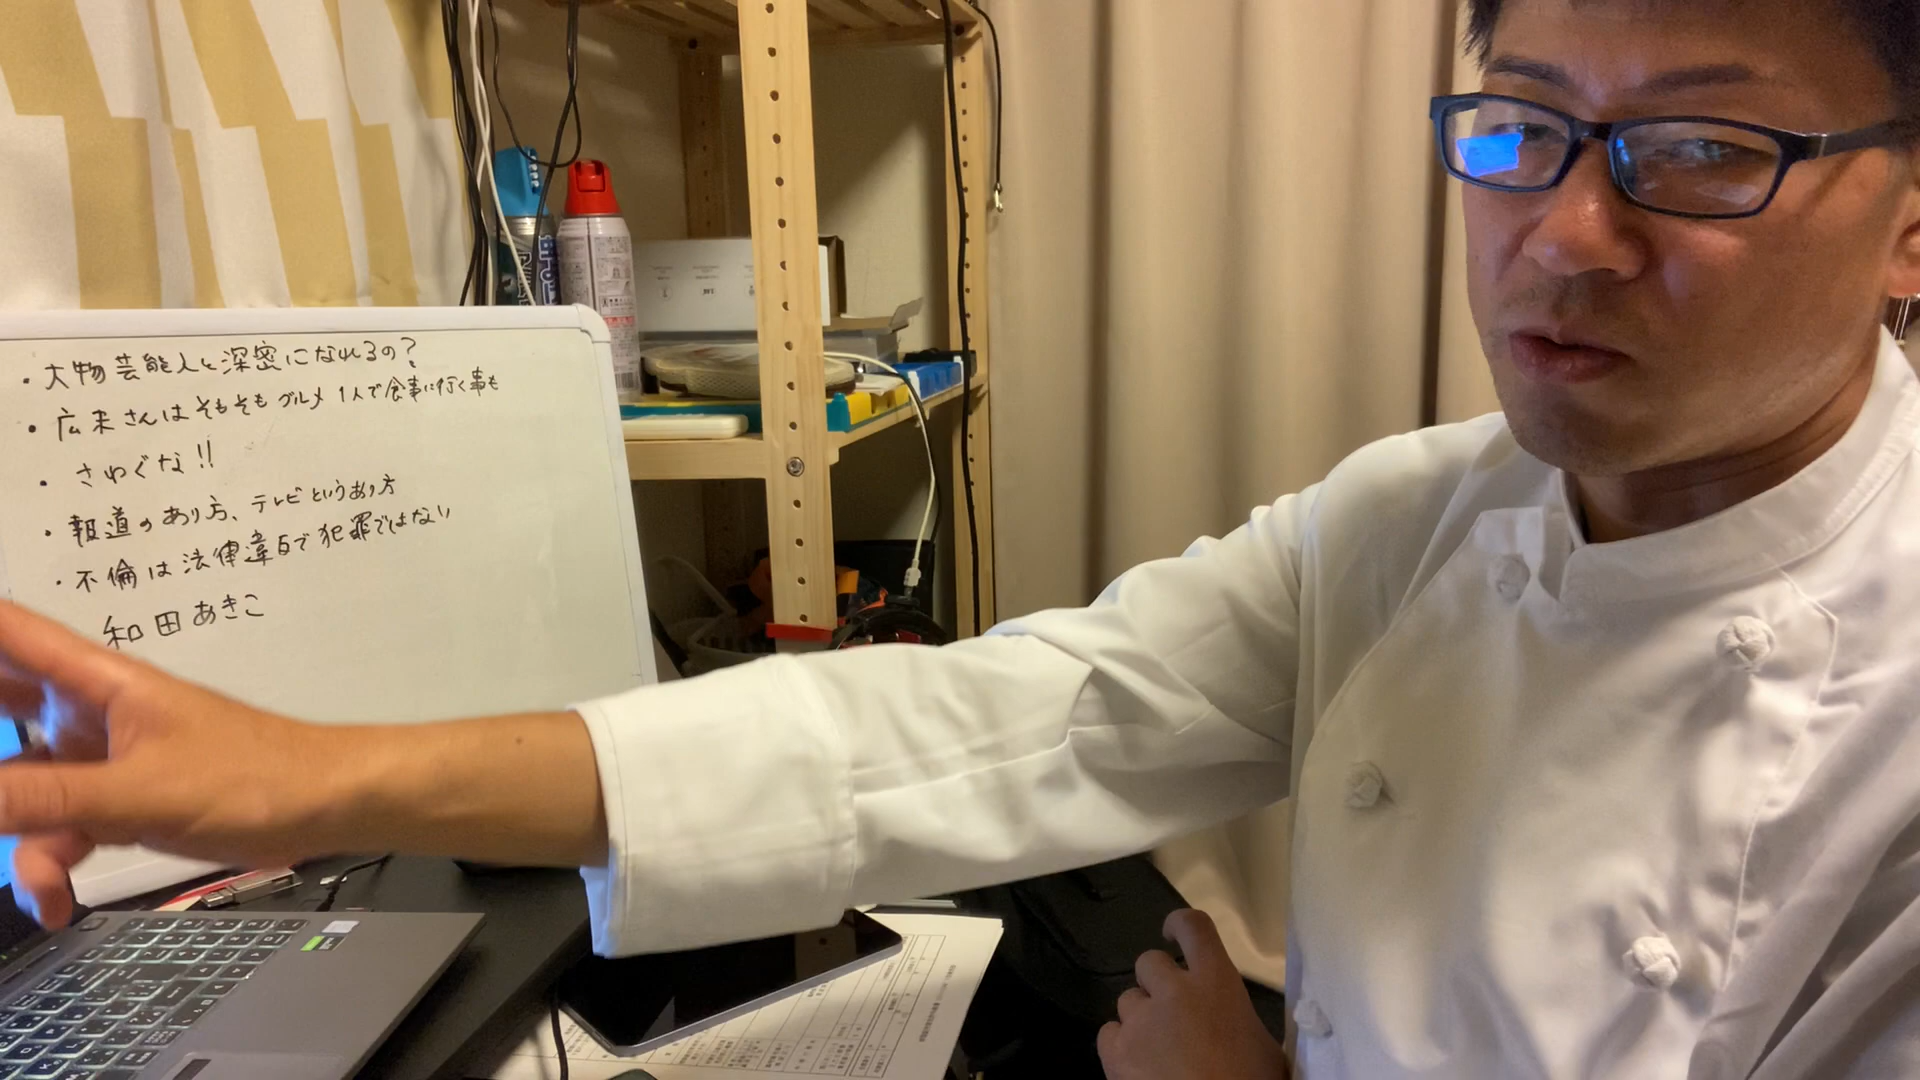 ・大物芸能人と深密になれるの?
・広末さんはそもそもグルメ 1人で食事に行く事も
・さわぐな!!
・報道のあり方、テレビというあり方
・不倫は法律違反で犯罪ではない
和田あきこ